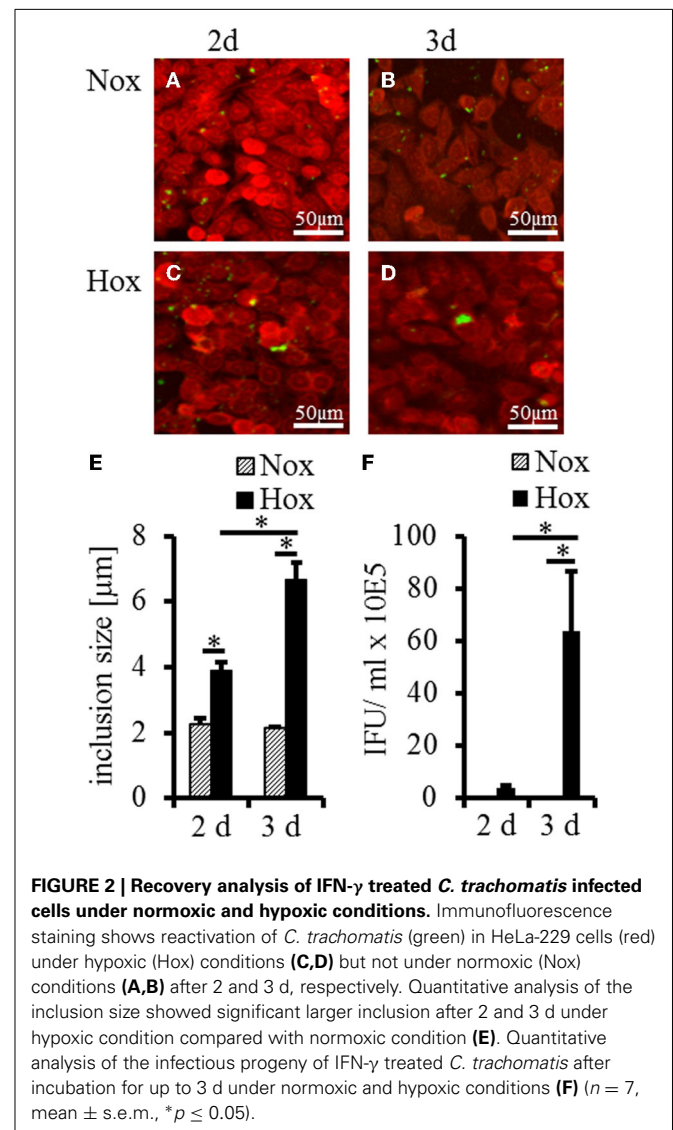 2d 3d
Nox A B
50µm 50µm
Hox C D
50µm 50µm
E Nox F Nox
Hox Hox
inclusion size [µm]
8
6
4
2
0
* * *
2 d 3 d
IFU/ ml x 10E5
100
80
60
40
20
0
* *
2 d 3 d
FIGURE 2 | Recovery analysis of IFN-γ treated C. trachomatis infected
cells under normoxic and hypoxic conditions. Immunofluorescence
staining shows reactivation of C. trachomatis (green) in HeLa-229 cells (red)
under hypoxic (Hox) conditions (C,D) but not under normoxic (Nox)
conditions (A,B) after 2 and 3 d, respectively. Quantitative analysis of the
inclusion size showed significant larger inclusion after 2 and 3 d under
hypoxic condition compared with normoxic condition (E). Quantitative
analysis of the infectious progeny of IFN-γ treated C. trachomatis after
incubation for up to 3 d under normoxic and hypoxic conditions (F) (n = 7,
mean ± s.e.m., *p ≤ 0.05).